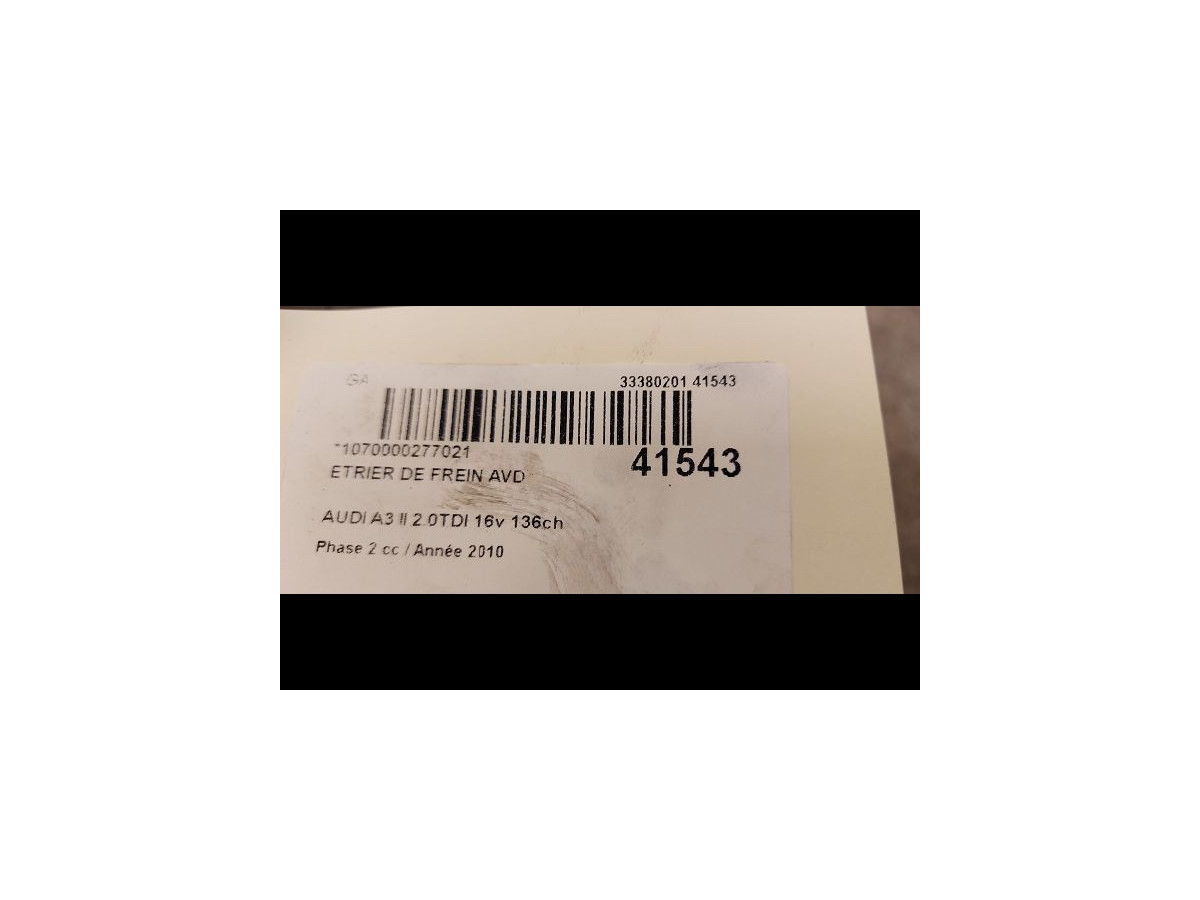 GA
33380201 41543
*1070000277021
41543
ETRIER DE FREIN AVD
AUDI A3 II 2.0TDI 16v 136ch
Phase 2 cc / Année 2010